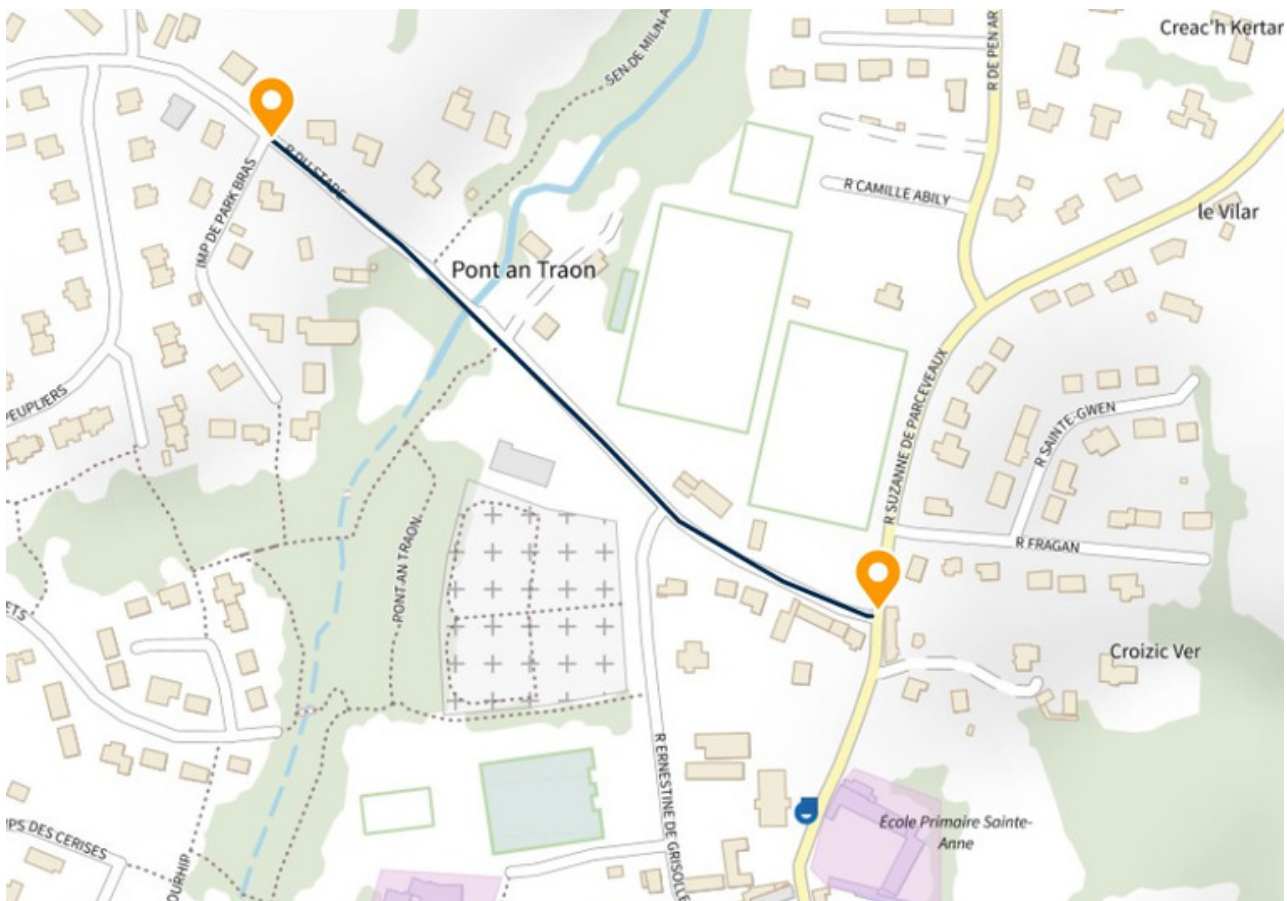 Creac'h Kertar
SEN DE MILIN-A
R DE PEN AR
R DU STADE
IMP DE PARK BRAS
R CAMILLE ABILY
le Vilar
Pont an Traon
PEUPLIERS
R SUZANNE DE PARCEVEAUX
R SAINTE-GWEN
R FRAGAN
PONT AN TRAON
ETS
Croizic Ver
R ERNESTINE DE GRISOLLE
École Primaire Sainte-
Anne
PS DES CERISES
OURHIP